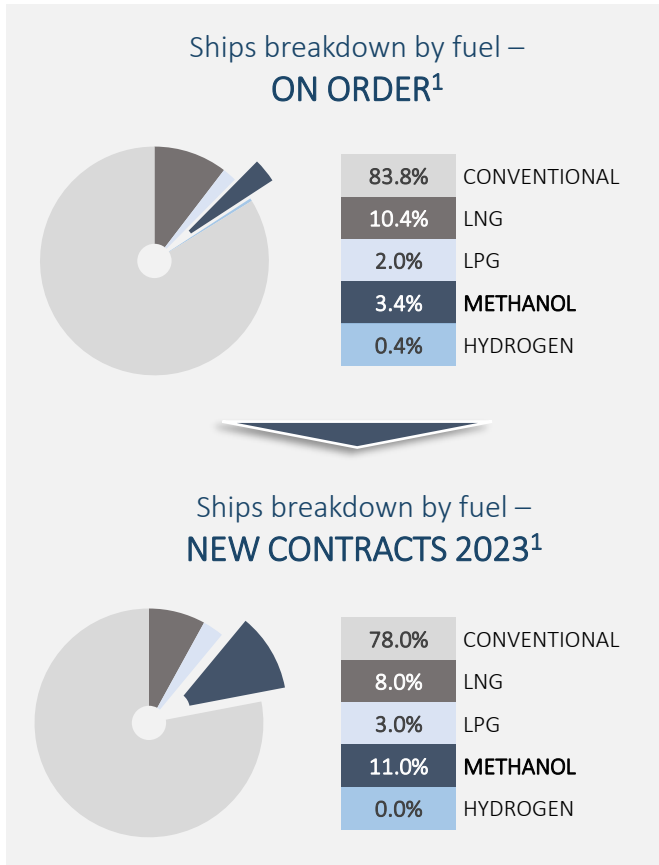 Ships breakdown by fuel –
ON ORDER¹
83.8% CONVENTIONAL
10.4% LNG
2.0% LPG
3.4% METHANOL
0.4% HYDROGEN
Ships breakdown by fuel –
NEW CONTRACTS 2023¹
78.0% CONVENTIONAL
8.0% LNG
3.0% LPG
11.0% METHANOL
0.0% HYDROGEN